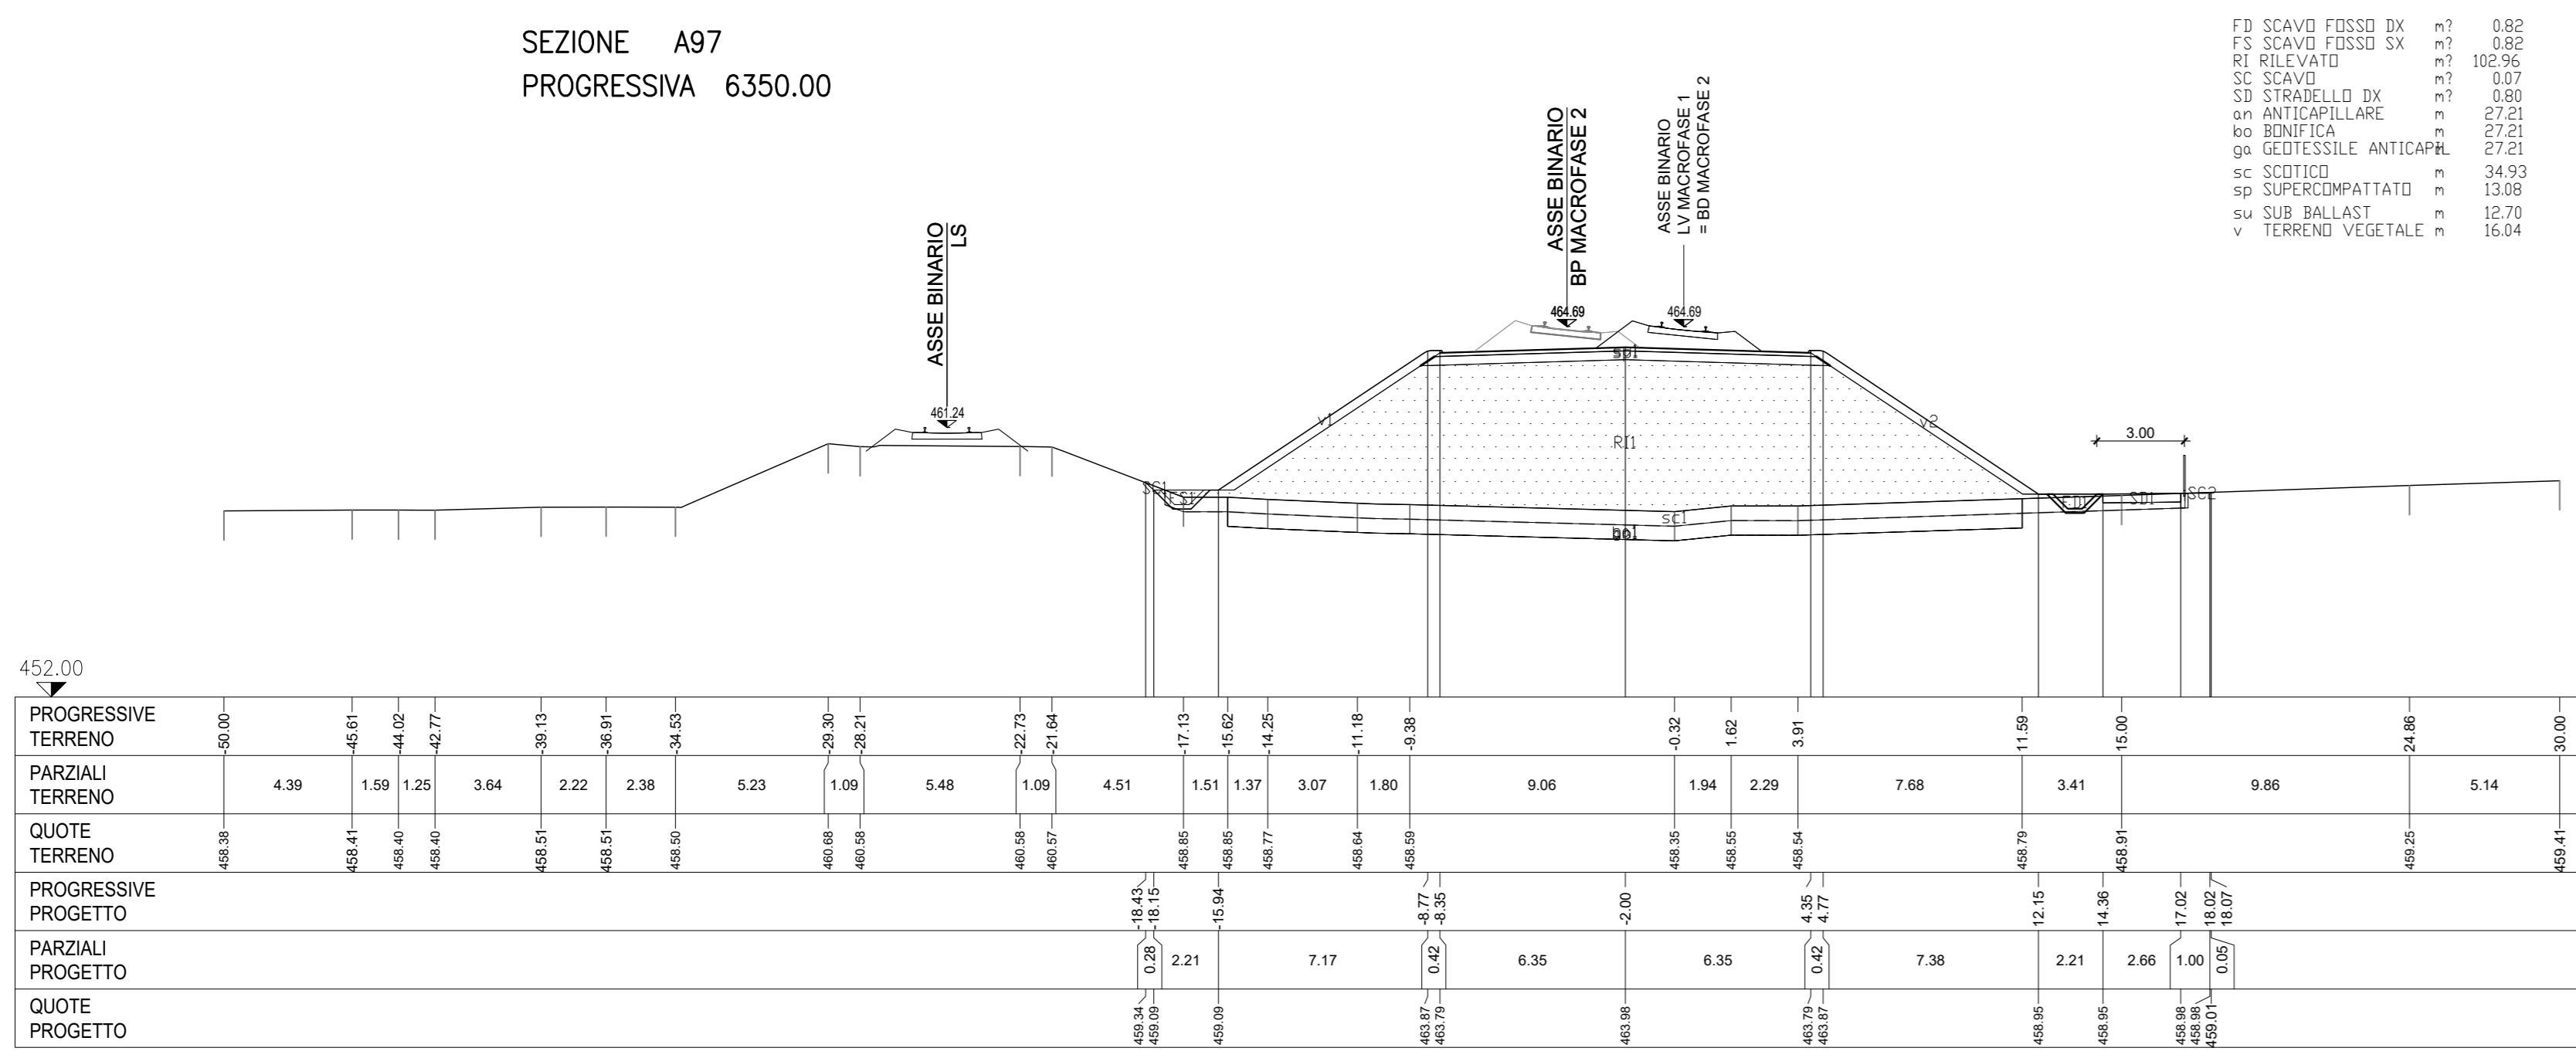 SEZIONE A97
PROGRESSIVA 6350.00
FD SCAVO FOSSO DX m? 0.82
FS SCAVO FOSSO SX m? 0.82
RI RILEVATO m? 102.96
SC SCAVO m? 0.07
SD STRADELLO DX m? 0.80
an ANTICAPILLARE m 27.21
bo BONIFICA m 27.21
ga GEOTESSILE ANTICAPIL m 27.21
sc SCOTICO m 34.93
sp SUPERCOMPATTATO m 13.08
su SUB BALLAST m 12.70
v TERRENO VEGETALE m 16.04
ASSE BINARIO
LS
461.24
ASSE BINARIO
BP MACROFASE 2
464.69
ASSE BINARIO
LV MACROFASE 1
= BD MACROFASE 2
464.69
sp1
v1
RI1
v2
3.00
SC1
FS1
sc1
FD1
SD1
SC2
452.00
PROGRESSIVE
TERRENO
-50.00 -45.61 -44.02 -42.77 -39.13 -36.91 -34.53 -29.30 -28.21 -22.73 -21.64 -17.13 -15.62 -14.25 -11.18 -9.38 -0.32 1.62 3.91 11.59 15.00 24.86 30.00
PARZIALI
TERRENO
4.39 1.59 1.25 3.64 2.22 2.38 5.23 1.09 5.48 1.09 4.51 1.51 1.37 3.07 1.80 9.06 1.94 2.29 7.68 3.41 9.86 5.14
QUOTE
TERRENO
458.38 458.41 458.40 458.40 458.51 458.51 458.50 460.68 460.58 460.58 460.57 458.85 458.85 458.77 458.64 458.59 458.35 458.55 458.54 458.79 458.91 459.25 459.41
PROGRESSIVE
PROGETTO
-18.43 -18.15 -15.94 -8.77 -8.35 -2.00 4.35 4.77 12.15 14.36 17.02 18.02 18.07
PARZIALI
PROGETTO
0.28 2.21 7.17 0.42 6.35 6.35 0.42 7.38 2.21 2.66 1.00 0.05
QUOTE
PROGETTO
459.34 459.09 459.09 463.87 463.79 463.98 463.79 463.87 458.95 458.95 458.98 458.98 459.01